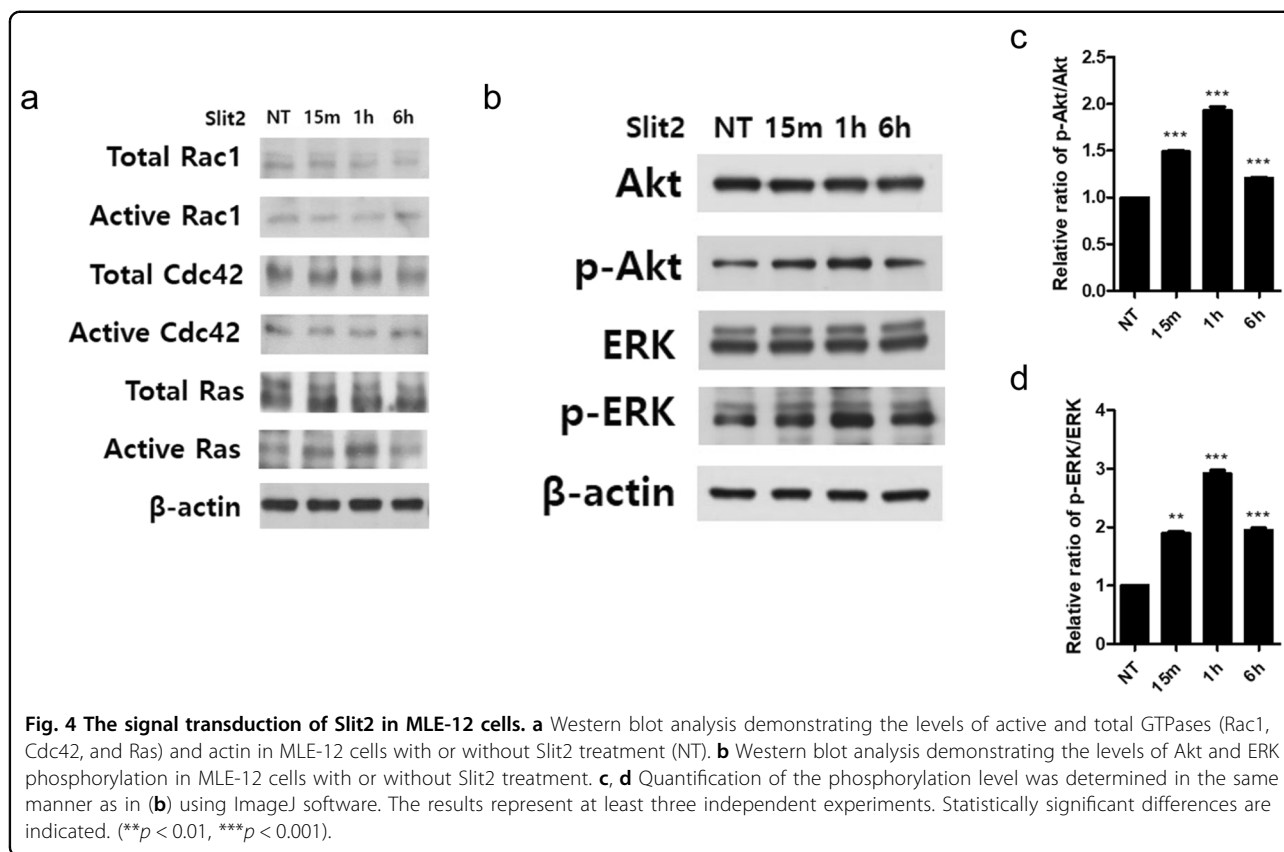 a
Slit2 NT 15m 1h 6h
Total Rac1
Active Rac1
Total Cdc42
Active Cdc42
Total Ras
Active Ras
β-actin
b
Slit2 NT 15m 1h 6h
Akt
p-Akt
ERK
p-ERK
β-actin
c
Relative ratio of p-Akt/Akt
2.5
2.0
1.5
1.0
0.5
0.0
***
***
***
NT 15m 1h 6h
d
Relative ratio of p-ERK/ERK
4
3
2
1
0
**
***
***
NT 15m 1h 6h
Fig. 4 The signal transduction of Slit2 in MLE-12 cells. a Western blot analysis demonstrating the levels of active and total GTPases (Rac1,
Cdc42, and Ras) and actin in MLE-12 cells with or without Slit2 treatment (NT). b Western blot analysis demonstrating the levels of Akt and ERK
phosphorylation in MLE-12 cells with or without Slit2 treatment. c, d Quantification of the phosphorylation level was determined in the same
manner as in (b) using ImageJ software. The results represent at least three independent experiments. Statistically significant differences are
indicated. (**p < 0.01, ***p < 0.001).